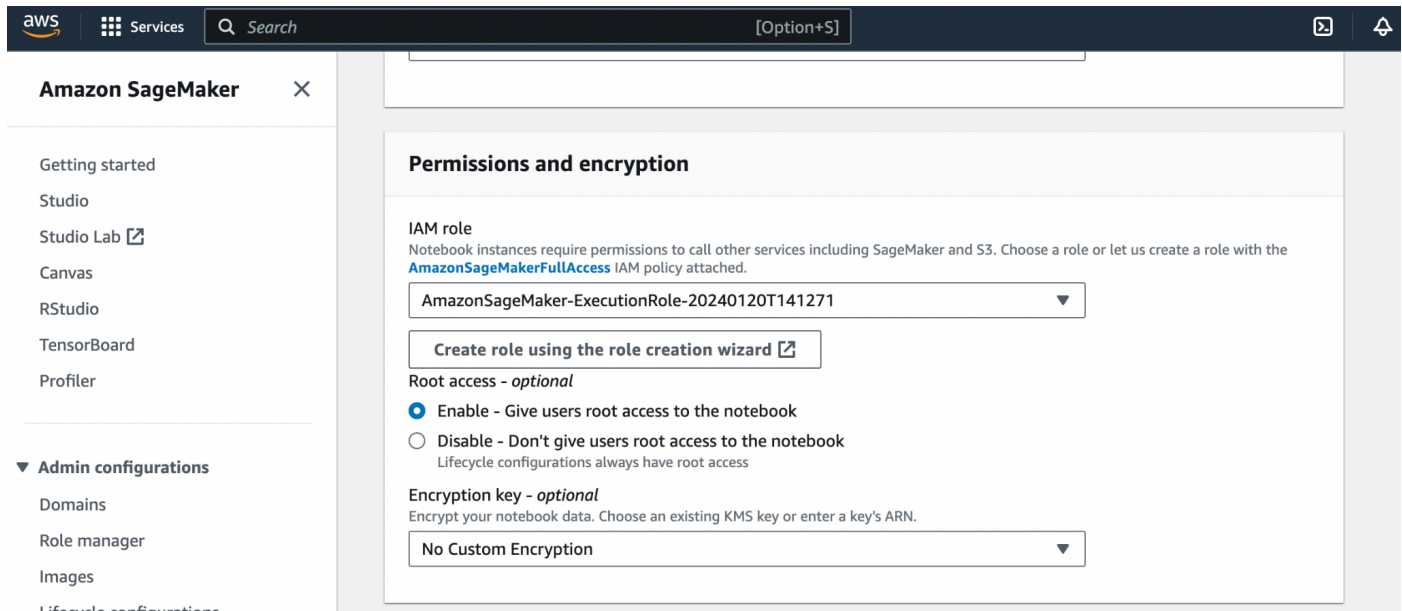 aws
Services
Search
[Option+S]
Amazon SageMaker
Getting started
Studio
Studio Lab
Canvas
RStudio
TensorBoard
Profiler
Admin configurations
Domains
Role manager
Images
Lifecycle configurations
Permissions and encryption
IAM role
Notebook instances require permissions to call other services including SageMaker and S3. Choose a role or let us create a role with the
AmazonSageMakerFullAccess IAM policy attached.
AmazonSageMaker-ExecutionRole-20240120T141271
Create role using the role creation wizard
Root access - optional
Enable - Give users root access to the notebook
Disable - Don't give users root access to the notebook
Lifecycle configurations always have root access
Encryption key - optional
Encrypt your notebook data. Choose an existing KMS key or enter a key's ARN.
No Custom Encryption